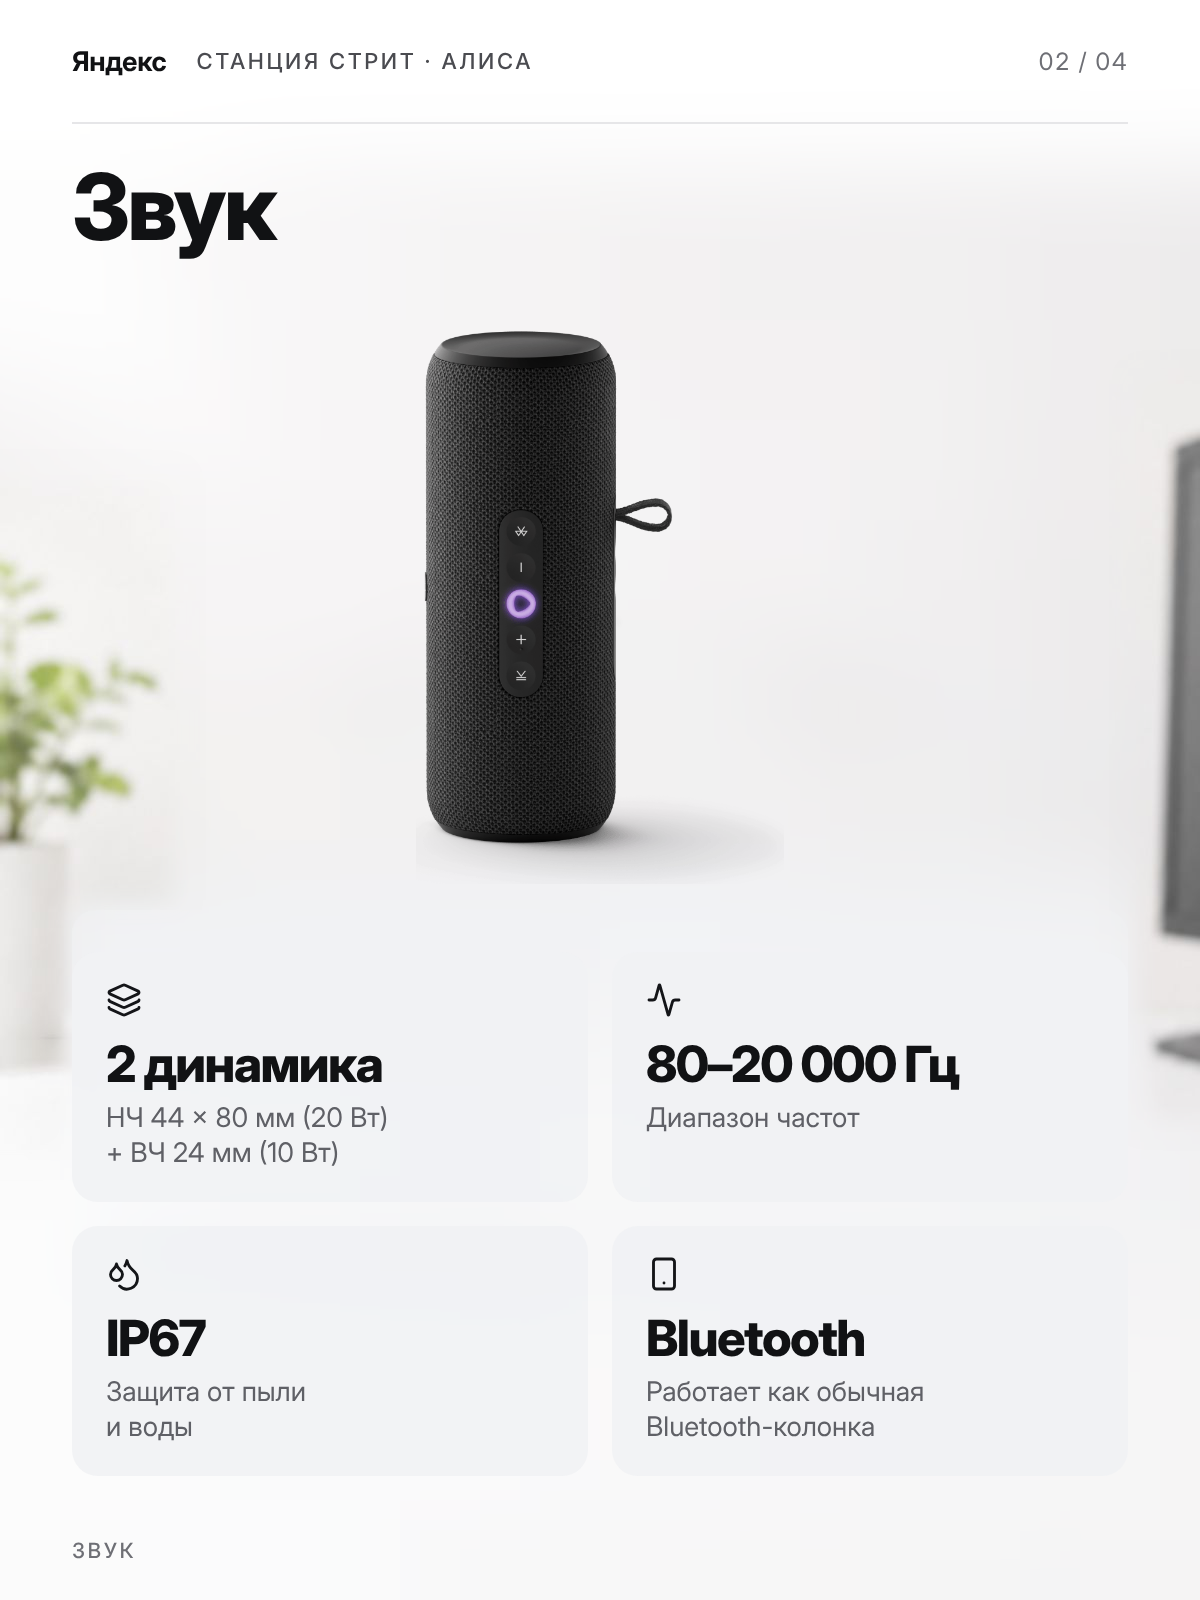 Яндекс СТАНЦИЯ СТРИТ · АЛИСА 02 / 04
Звук
2 динамика
НЧ 44 × 80 мм (20 Вт)
+ ВЧ 24 мм (10 Вт)
80–20 000 Гц
Диапазон частот
IP67
Защита от пыли
и воды
Bluetooth
Работает как обычная
Bluetooth-колонка
ЗВУК